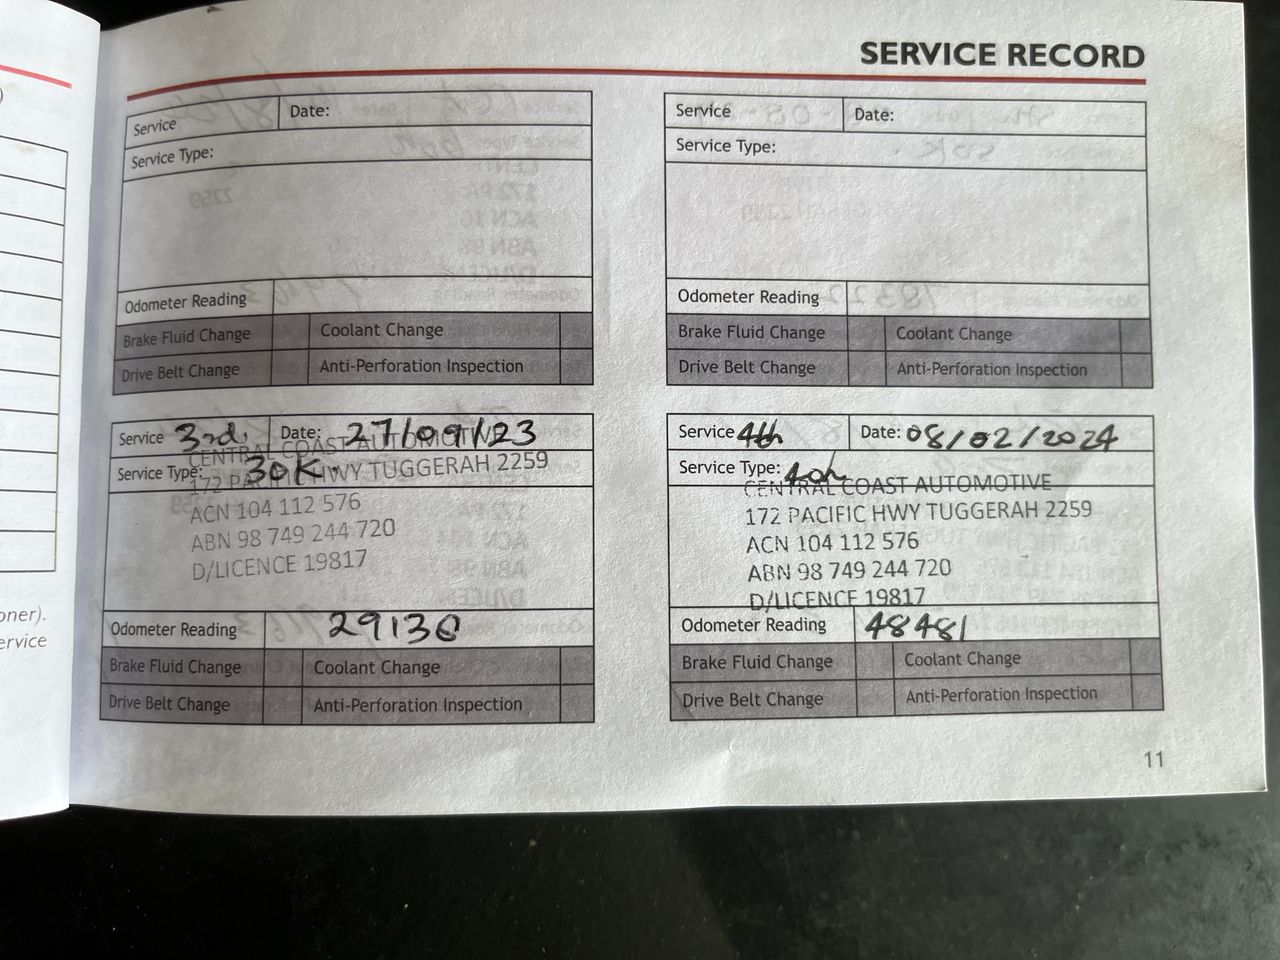 SERVICE RECORD
Service Date:
Service Type:
Odometer Reading
Brake Fluid Change Coolant Change
Drive Belt Change Anti-Perforation Inspection
Service Date:
Service Type:
Odometer Reading
Brake Fluid Change Coolant Change
Drive Belt Change Anti-Perforation Inspection
Service 3rd. Date: 27/09/23
CENTRAL COAST AUTOMOTIVE
Service Type: 30K.
172 PACIFIC HWY TUGGERAH 2259
ACN 104 112 576
ABN 98 749 244 720
D/LICENCE 19817
Odometer Reading 29130
Brake Fluid Change Coolant Change
Drive Belt Change Anti-Perforation Inspection
Service 4th Date: 08/02/2024
Service Type:
CENTRAL COAST AUTOMOTIVE
172 PACIFIC HWY TUGGERAH 2259
ACN 104 112 576
ABN 98 749 244 720
D/LICENCE 19817
Odometer Reading 48481
Brake Fluid Change Coolant Change
Drive Belt Change Anti-Perforation Inspection
11
oner).
ervice